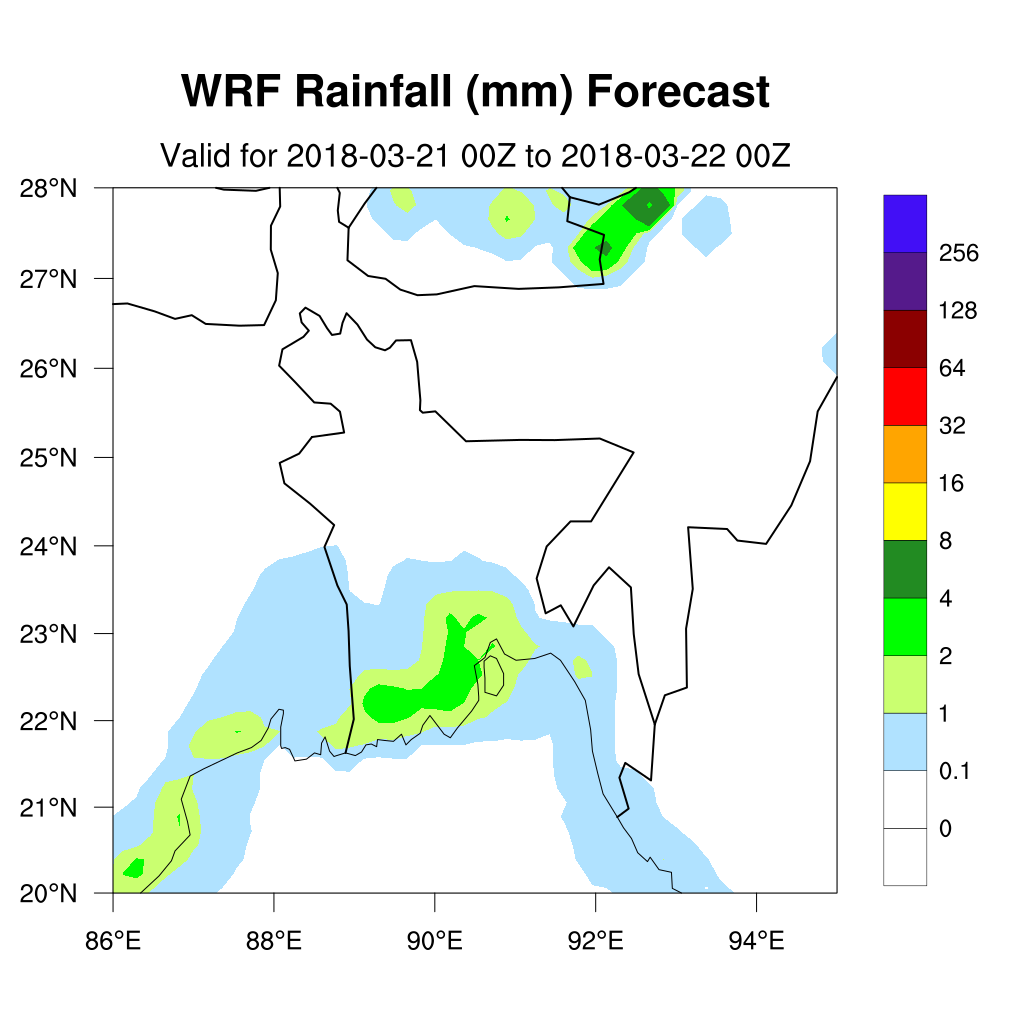 WRF Rainfall (mm) Forecast
Valid for 2018-03-21 00Z to 2018-03-22 00Z
28°N
27°N
26°N
25°N
24°N
23°N
22°N
21°N
20°N
86°E 88°E 90°E 92°E 94°E
256
128
64
32
16
8
4
2
1
0.1
0